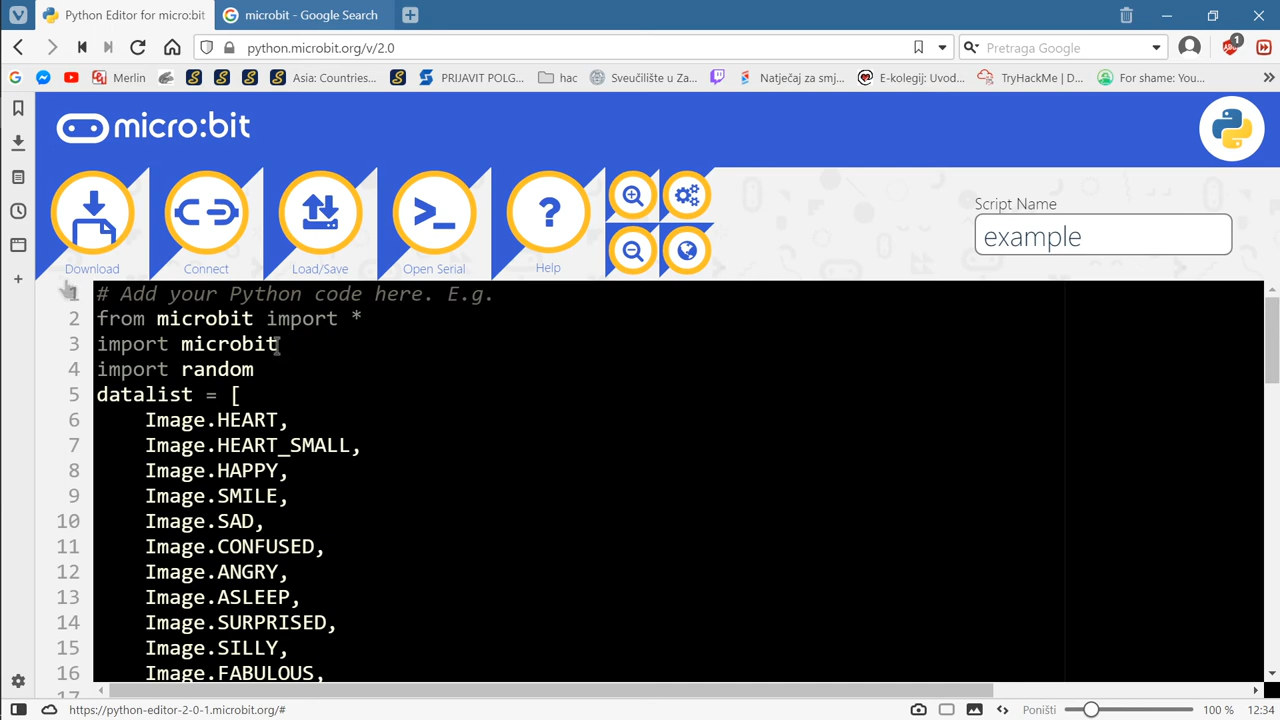 Python Editor for micro:bit
microbit - Google Search
python.microbit.org/v/2.0
Pretraga Google
1
Merlin
Asia: Countries...
PRIJAVIT POLG...
hac
Sveučilište u Za...
Natječaj za smj...
E-kolegij: Uvod...
TryHackMe | D...
For shame: You...
micro:bit
Download
Connect
Load/Save
Open Serial
Help
Script Name
example
1 # Add your Python code here. E.g.
2 from microbit import *
3 import microbit
4 import random
5 datalist = [
6 Image.HEART,
7 Image.HEART_SMALL,
8 Image.HAPPY,
9 Image.SMILE,
10 Image.SAD,
11 Image.CONFUSED,
12 Image.ANGRY,
13 Image.ASLEEP,
14 Image.SURPRISED,
15 Image.SILLY,
16 Image.FABULOUS,
17
https://python-editor-2-0-1.microbit.org/#
Poništi
100 %
12:34